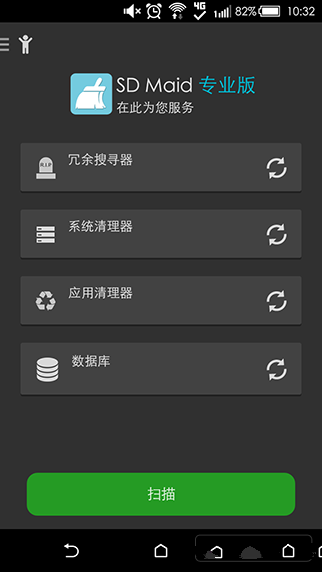 4G 82% 10:32
SD Maid 专业版
在此为您服务
R.I.P
冗余搜寻器
系统清理器
应用清理器
数据库
扫描